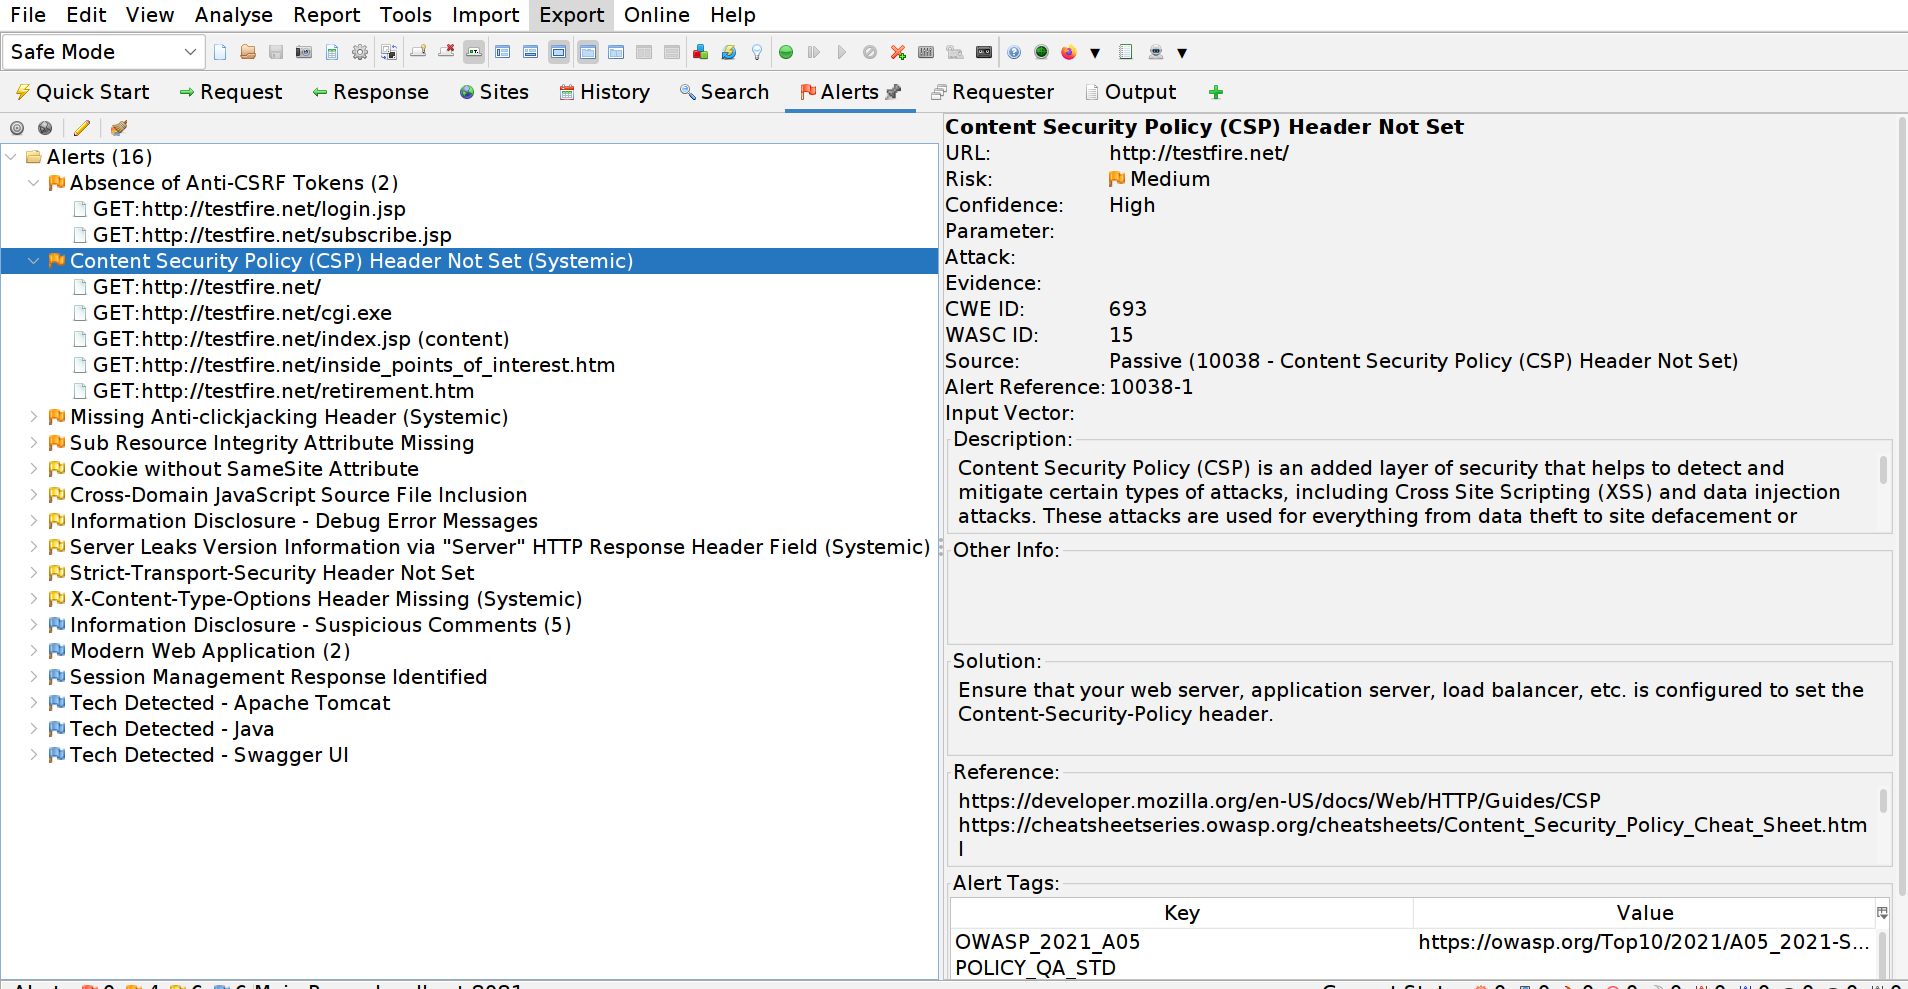 File Edit View Analyse Report Tools Import Export Online Help
Safe Mode
Quick Start Request Response Sites History Search Alerts Requester Output
Alerts (16)
Absence of Anti-CSRF Tokens (2)
GET:http://testfire.net/login.jsp
GET:http://testfire.net/subscribe.jsp
Content Security Policy (CSP) Header Not Set (Systemic)
GET:http://testfire.net/
GET:http://testfire.net/cgi.exe
GET:http://testfire.net/index.jsp (content)
GET:http://testfire.net/inside_points_of_interest.htm
GET:http://testfire.net/retirement.htm
Missing Anti-clickjacking Header (Systemic)
Sub Resource Integrity Attribute Missing
Cookie without SameSite Attribute
Cross-Domain JavaScript Source File Inclusion
Information Disclosure - Debug Error Messages
Server Leaks Version Information via "Server" HTTP Response Header Field (Systemic)
Strict-Transport-Security Header Not Set
X-Content-Type-Options Header Missing (Systemic)
Information Disclosure - Suspicious Comments (5)
Modern Web Application (2)
Session Management Response Identified
Tech Detected - Apache Tomcat
Tech Detected - Java
Tech Detected - Swagger UI
Content Security Policy (CSP) Header Not Set
URL: http://testfire.net/
Risk: Medium
Confidence: High
Parameter:
Attack:
Evidence:
CWE ID: 693
WASC ID: 15
Source: Passive (10038 - Content Security Policy (CSP) Header Not Set)
Alert Reference: 10038-1
Input Vector:
Description:
Content Security Policy (CSP) is an added layer of security that helps to detect and
mitigate certain types of attacks, including Cross Site Scripting (XSS) and data injection
attacks. These attacks are used for everything from data theft to site defacement or
Other Info:
Solution:
Ensure that your web server, application server, load balancer, etc. is configured to set the
Content-Security-Policy header.
Reference:
https://developer.mozilla.org/en-US/docs/Web/HTTP/Guides/CSP
https://cheatsheetseries.owasp.org/cheatsheets/Content_Security_Policy_Cheat_Sheet.htm
l
Alert Tags:
Key Value
OWASP_2021_A05 https://owasp.org/Top10/2021/A05_2021-S...
POLICY_QA_STD